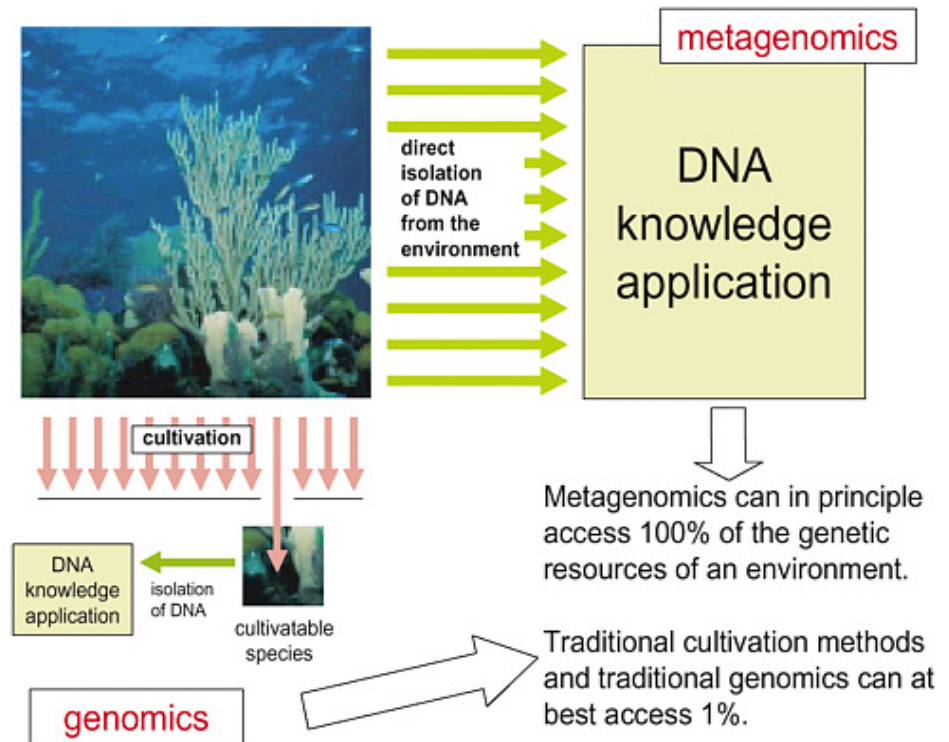 metagenomics
direct
isolation
of DNA
from the
environment
DNA
knowledge
application
cultivation
Metagenomics can in principle
access 100% of the genetic
resources of an environment.
DNA
knowledge
application
isolation
of DNA
cultivatable
species
genomics
Traditional cultivation methods
and traditional genomics can at
best access 1%.